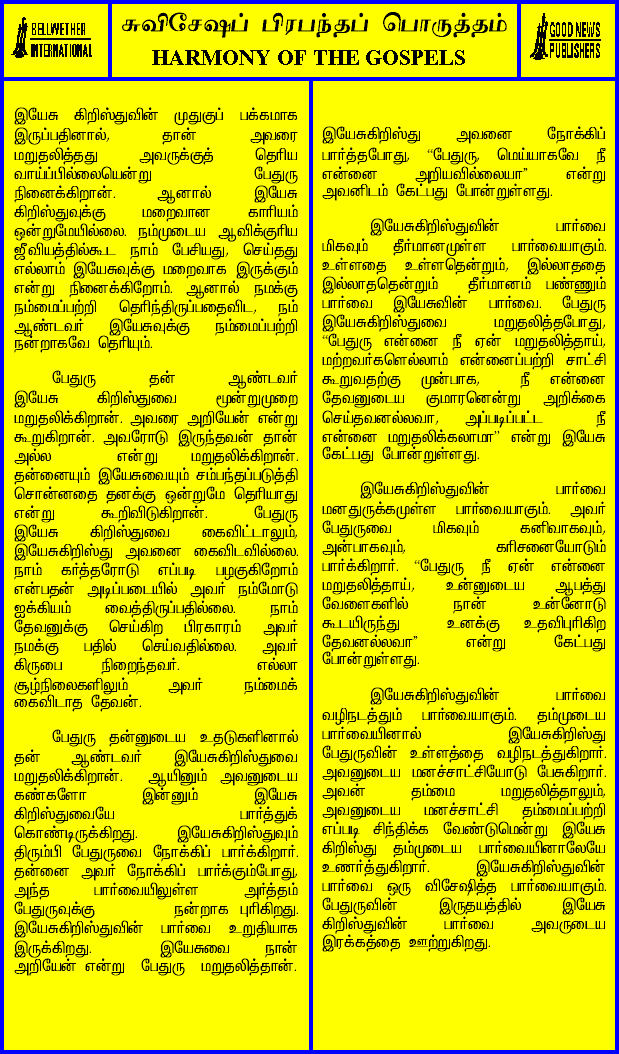 BELLWETHER
INTERNATIONAL
சுவிசேஷப் பிரபந்தப் பொருத்தம்
HARMONY OF THE GOSPELS
GOOD NEWS
PUBLISHERS
இயேசு கிறிஸ்துவின் முதுகுப் பக்கமாக
இருப்பதினால், தான் அவரை
மறுதலித்தது அவருக்குத் தெரிய
வாய்ப்பில்லையென்று பேதுரு
நினைக்கிறான். ஆனால் இயேசு
கிறிஸ்துவுக்கு மறைவான காரியம்
ஒன்றுமேயில்லை. நம்முடைய ஆவிக்குரிய
ஜீவியத்தில்கூட நாம் பேசியது, செய்தது
எல்லாம் இயேசுவுக்கு மறைவாக இருக்கும்
என்று நினைக்கிறோம். ஆனால் நமக்கு
நம்மைப்பற்றி தெரிந்திருப்பதைவிட, நம்
ஆண்டவர் இயேசுவுக்கு நம்மைப்பற்றி
நன்றாகவே தெரியும்.
பேதுரு தன் ஆண்டவர்
இயேசு கிறிஸ்துவை மூன்றுமுறை
மறுதலிக்கிறான். அவரை அறியேன் என்று
கூறுகிறான். அவரோடு இருந்தவன் தான்
அல்ல என்று மறுதலிக்கிறான்.
தன்னையும் இயேசுவையும் சம்பந்தப்படுத்தி
சொன்னதை தனக்கு ஒன்றுமே தெரியாது
என்று கூறிவிடுகிறான். பேதுரு
இயேசு கிறிஸ்துவை கைவிட்டாலும்,
இயேசுகிறிஸ்து அவனை கைவிடவில்லை.
நாம் கர்த்தரோடு எப்படி பழகுகிறோம்
என்பதன் அடிப்படையில் அவர் நம்மோடு
ஐக்கியம் வைத்திருப்பதில்லை. நாம்
தேவனுக்கு செய்கிற பிரகாரம் அவர்
நமக்கு பதில் செய்வதில்லை. அவர்
கிருபை நிறைந்தவர். எல்லா
சூழ்நிலைகளிலும் அவர் நம்மைக்
கைவிடாத தேவன்.
பேதுரு தன்னுடைய உதடுகளினால்
தன் ஆண்டவர் இயேசுகிறிஸ்துவை
மறுதலிக்கிறான். ஆயினும் அவனுடைய
கண்களோ இன்னும் இயேசு
கிறிஸ்துவையே பார்த்துக்
கொண்டிருக்கிறது. இயேசுகிறிஸ்துவும்
திரும்பி பேதுருவை நோக்கிப் பார்க்கிறார்.
தன்னை அவர் நோக்கிப் பார்க்கும்போது,
அந்த பார்வையிலுள்ள அர்த்தம்
பேதுருவுக்கு நன்றாக புரிகிறது.
இயேசுகிறிஸ்துவின் பார்வை உறுதியாக
இருக்கிறது. இயேசுவை நான்
அறியேன் என்று பேதுரு மறுதலித்தான்.
இயேசுகிறிஸ்து அவனை நோக்கிப்
பார்த்தபோது, “பேதுரு, மெய்யாகவே நீ
என்னை அறியவில்லையா” என்று
அவனிடம் கேட்பது போன்றுள்ளது.
இயேசுகிறிஸ்துவின் பார்வை
மிகவும் தீர்மானமுள்ள பார்வையாகும்.
உள்ளதை உள்ளதென்றும், இல்லாததை
இல்லாததென்றும் தீர்மானம் பண்ணும்
பார்வை இயேசுவின் பார்வை. பேதுரு
இயேசுகிறிஸ்துவை மறுதலித்தபோது,
“பேதுரு என்னை நீ ஏன் மறுதலித்தாய்,
மற்றவர்களெல்லாம் என்னைப்பற்றி சாட்சி
கூறுவதற்கு முன்பாக, நீ என்னை
தேவனுடைய குமாரனென்று அறிக்கை
செய்தவனல்லவா, அப்படிப்பட்ட நீ
என்னை மறுதலிக்கலாமா” என்று இயேசு
கேட்பது போன்றுள்ளது.
இயேசுகிறிஸ்துவின் பார்வை
மனதுருக்கமுள்ள பார்வையாகும். அவர்
பேதுருவை மிகவும் கனிவாகவும்,
அன்பாகவும், கரிசனையோடும்
பார்க்கிறார். “பேதுரு நீ ஏன் என்னை
மறுதலித்தாய், உன்னுடைய ஆபத்து
வேளைகளில் நான் உன்னோடு
கூடயிருந்து உனக்கு உதவிபுரிகிற
தேவனல்லவா” என்று கேட்பது
போன்றுள்ளது.
இயேசுகிறிஸ்துவின் பார்வை
வழிநடத்தும் பார்வையாகும். தம்முடைய
பார்வையினால் இயேசுகிறிஸ்து
பேதுருவின் உள்ளத்தை வழிநடத்துகிறார்.
அவனுடைய மனச்சாட்சியோடு பேசுகிறார்.
அவன் தம்மை மறுதலித்தாலும்,
அவனுடைய மனச்சாட்சி தம்மைப்பற்றி
எப்படி சிந்திக்க வேண்டுமென்று இயேசு
கிறிஸ்து தம்முடைய பார்வையினாலேயே
உணர்த்துகிறார். இயேசுகிறிஸ்துவின்
பார்வை ஒரு விசேஷித்த பார்வையாகும்.
பேதுருவின் இருதயத்தில் இயேசு
கிறிஸ்துவின் பார்வை அவருடைய
இரக்கத்தை ஊற்றுகிறது.